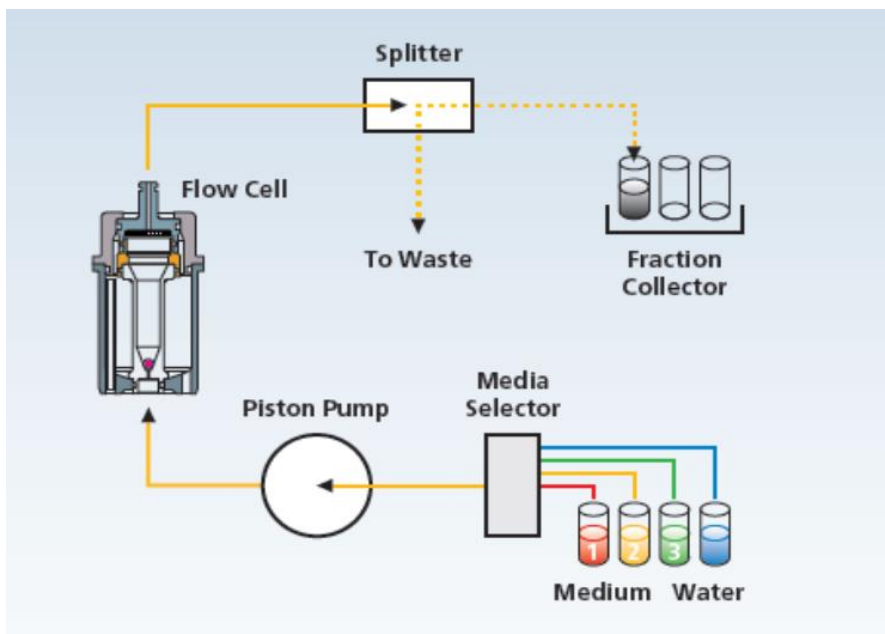 Splitter
Flow Cell
To Waste
Fraction
Collector
Piston Pump
Media
Selector
1 2 3
Medium Water